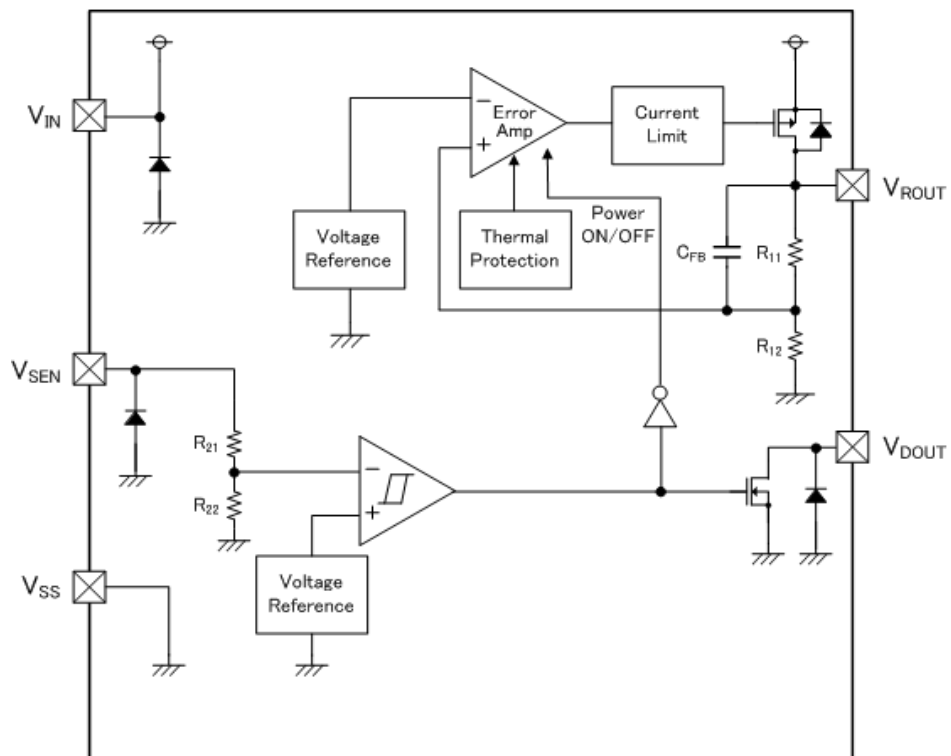 VIN
−
Error
Amp
+
Current
Limit
VROUT
Voltage
Reference
Thermal
Protection
Power
ON/OFF
CFB
R11
R12
VSEN
R21
R22
−
+
VDOUT
Voltage
Reference
VSS